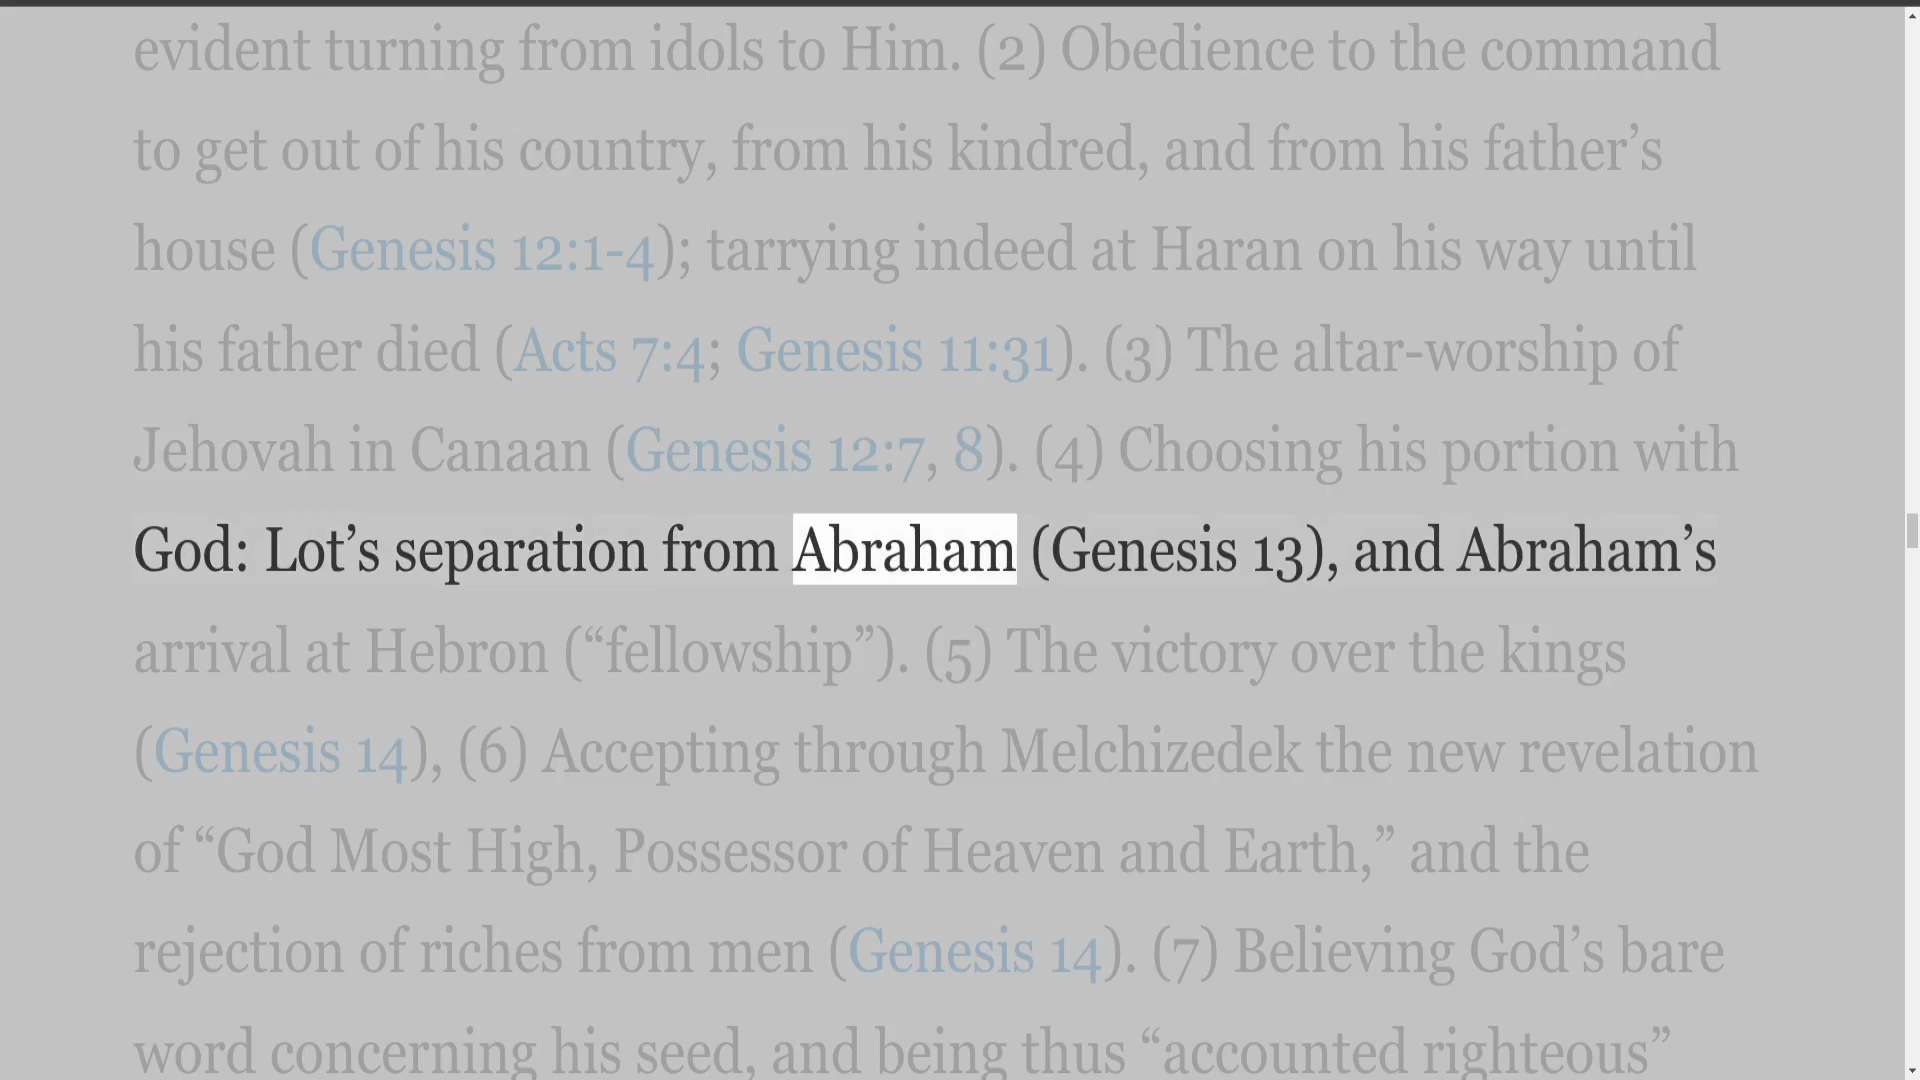 evident turning from idols to Him. (2) Obedience to the command
to get out of his country, from his kindred, and from his father’s
house (Genesis 12:1-4); tarrying indeed at Haran on his way until
his father died (Acts 7:4; Genesis 11:31). (3) The altar-worship of
Jehovah in Canaan (Genesis 12:7, 8). (4) Choosing his portion with
God: Lot’s separation from Abraham (Genesis 13), and Abraham’s
arrival at Hebron (“fellowship”). (5) The victory over the kings
(Genesis 14), (6) Accepting through Melchizedek the new revelation
of “God Most High, Possessor of Heaven and Earth,” and the
rejection of riches from men (Genesis 14). (7) Believing God’s bare
word concerning his seed, and being thus “accounted righteous”